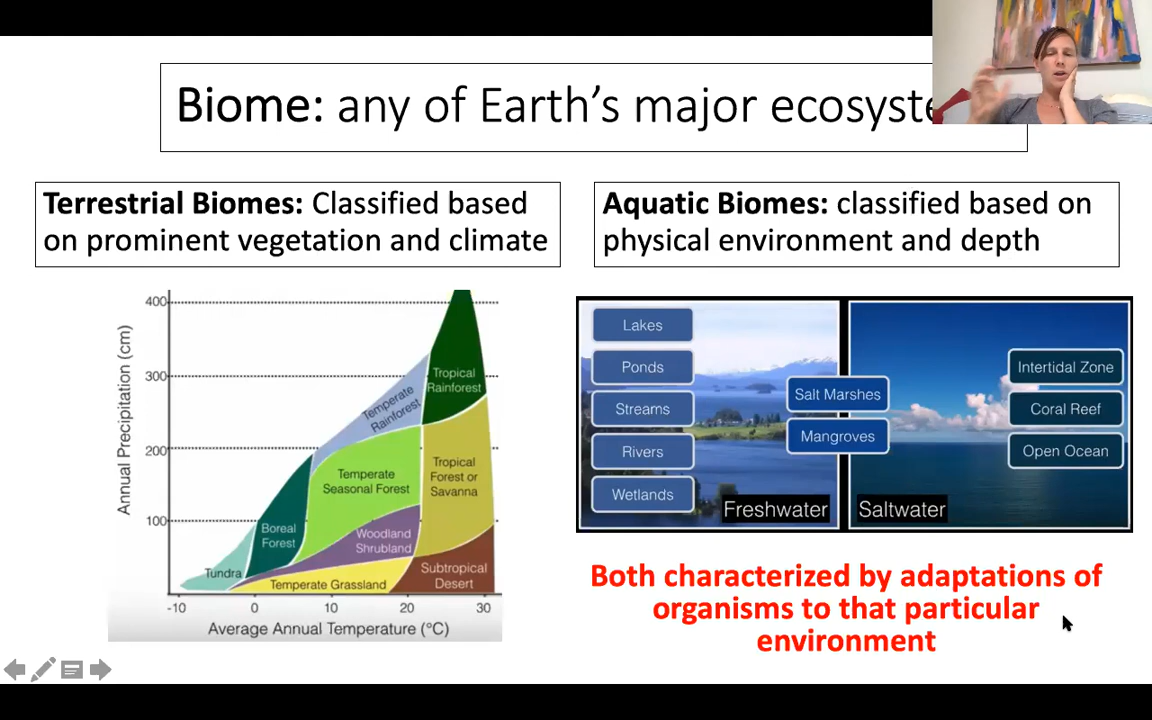 Biome: any of Earth's major ecosyste
Terrestrial Biomes: Classified based
on prominent vegetation and climate
Aquatic Biomes: classified based on
physical environment and depth
Annual Precipitation (cm)
400
300
200
100
Tropical
Rainforest
Temperate
Rainforest
Temperate
Seasonal Forest
Tropical
Forest or
Savanna
Boreal
Forest
Woodland
Shrubland
Tundra
Temperate Grassland
Subtropical
Desert
-10 0 10 20 30
Average Annual Temperature (°C)
Lakes
Ponds
Streams
Rivers
Wetlands
Freshwater
Salt Marshes
Mangroves
Intertidal Zone
Coral Reef
Open Ocean
Saltwater
Both characterized by adaptations of
organisms to that particular
environment